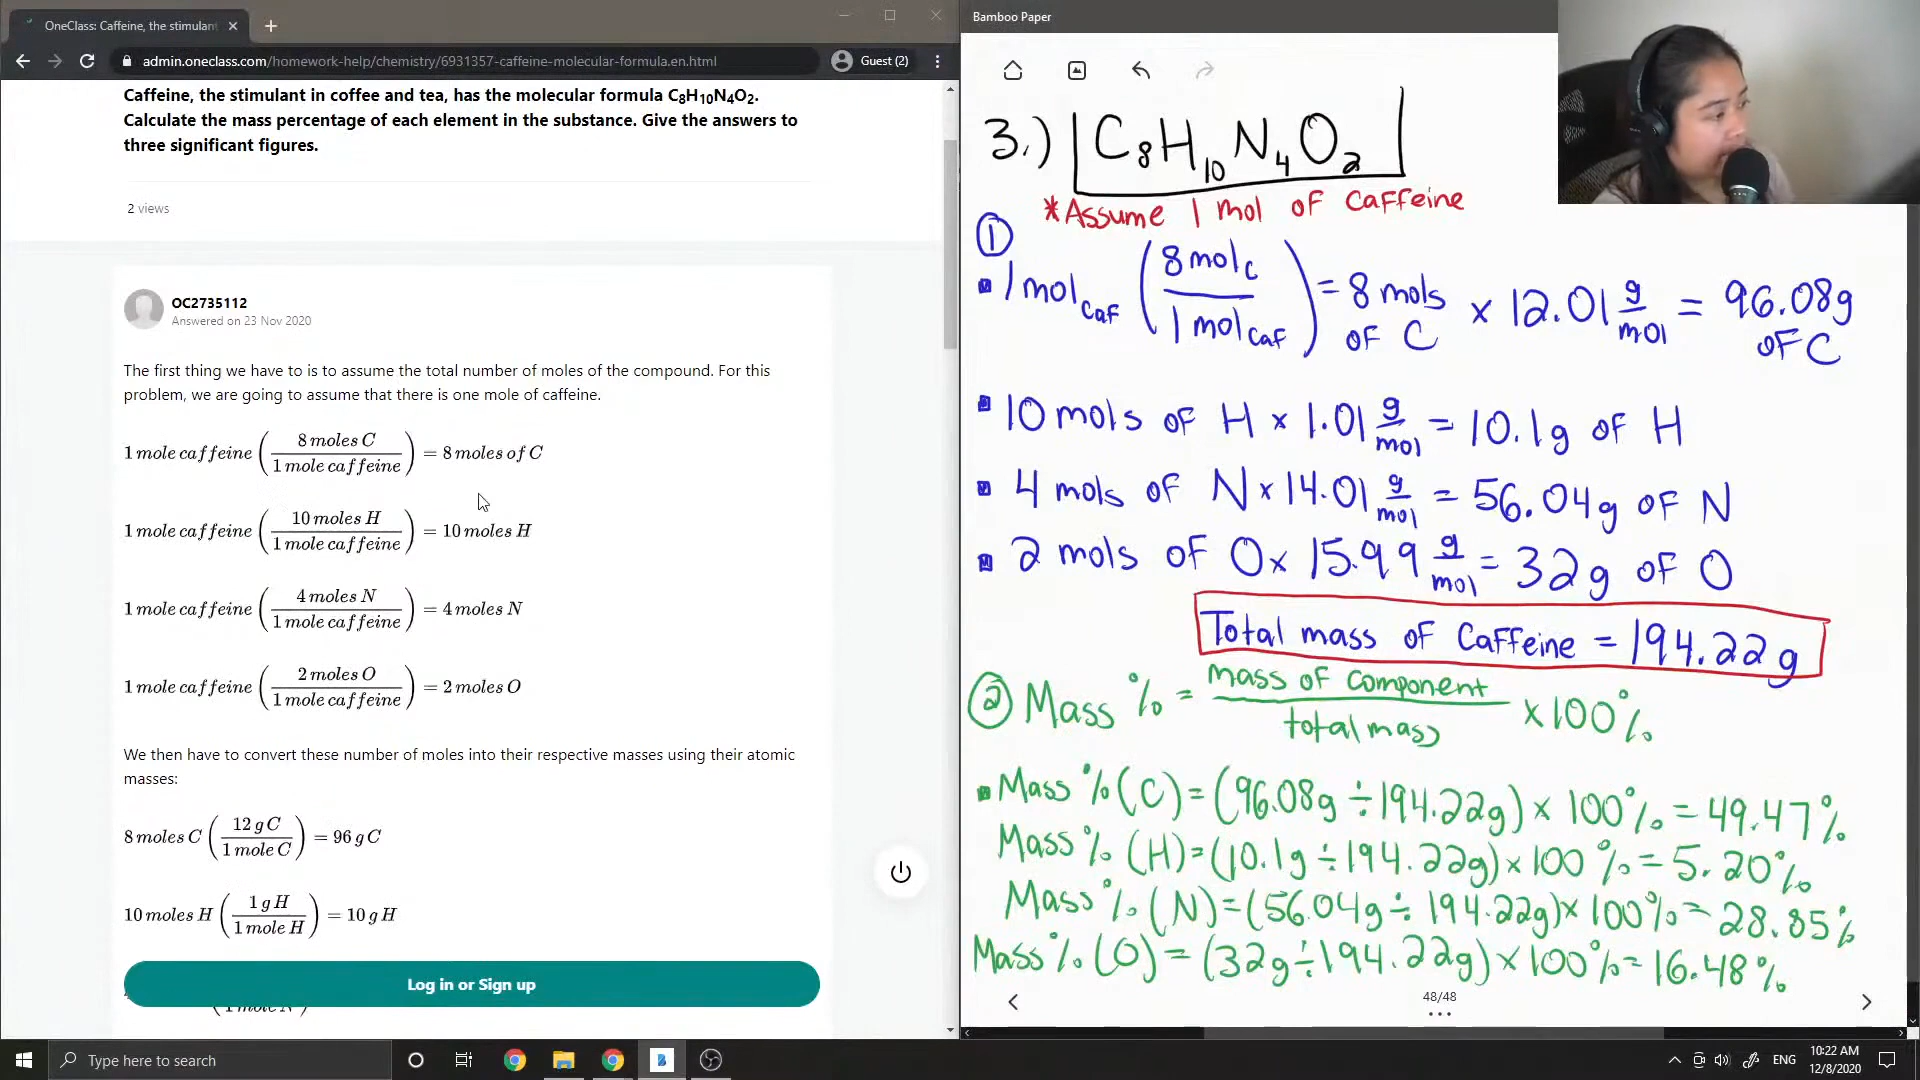 OneClass: Caffeine, the stimulant
admin.oneclass.com/homework-help/chemistry/6931357-caffeine-molecular-formula.en.html
Guest (2)
Caffeine, the stimulant in coffee and tea, has the molecular formula C₈H₁₀N₄O₂.
Calculate the mass percentage of each element in the substance. Give the answers to
three significant figures.
2 views
OC2735112
Answered on 23 Nov 2020
The first thing we have to is to assume the total number of moles of the compound. For this
problem, we are going to assume that there is one mole of caffeine.
1 mole caffeine (8 moles C / 1 mole caffeine) = 8 moles of C
1 mole caffeine (10 moles H / 1 mole caffeine) = 10 moles H
1 mole caffeine (4 moles N / 1 mole caffeine) = 4 moles N
1 mole caffeine (2 moles O / 1 mole caffeine) = 2 moles O
We then have to convert these number of moles into their respective masses using their atomic
masses:
8 moles C (12 g C / 1 mole C) = 96 g C
10 moles H (1 g H / 1 mole H) = 10 g H
Log in or Sign up
Bamboo Paper
3.) C₈H₁₀N₄O₂
*Assume 1 mol of Caffeine
1
1 mol caf (8 mol C / 1 mol caf) = 8 mols of C × 12.01 g/mol = 96.08g of C
10 mols of H × 1.01 g/mol = 10.1g of H
4 mols of N × 14.01 g/mol = 56.04g of N
2 mols of O × 15.99 g/mol = 32g of O
Total mass of Caffeine = 194.22g
2 Mass % = mass of component / total mass × 100%
Mass % (C) = (96.08g ÷ 194.22g) × 100% = 49.47%
Mass % (H) = (10.1g ÷ 194.22g) × 100% = 5.20%
Mass % (N) = (56.04g ÷ 194.22g) × 100% = 28.85%
Mass % (O) = (32g ÷ 194.22g) × 100% = 16.48%
48/48
Type here to search
ENG
10:22 AM
12/8/2020